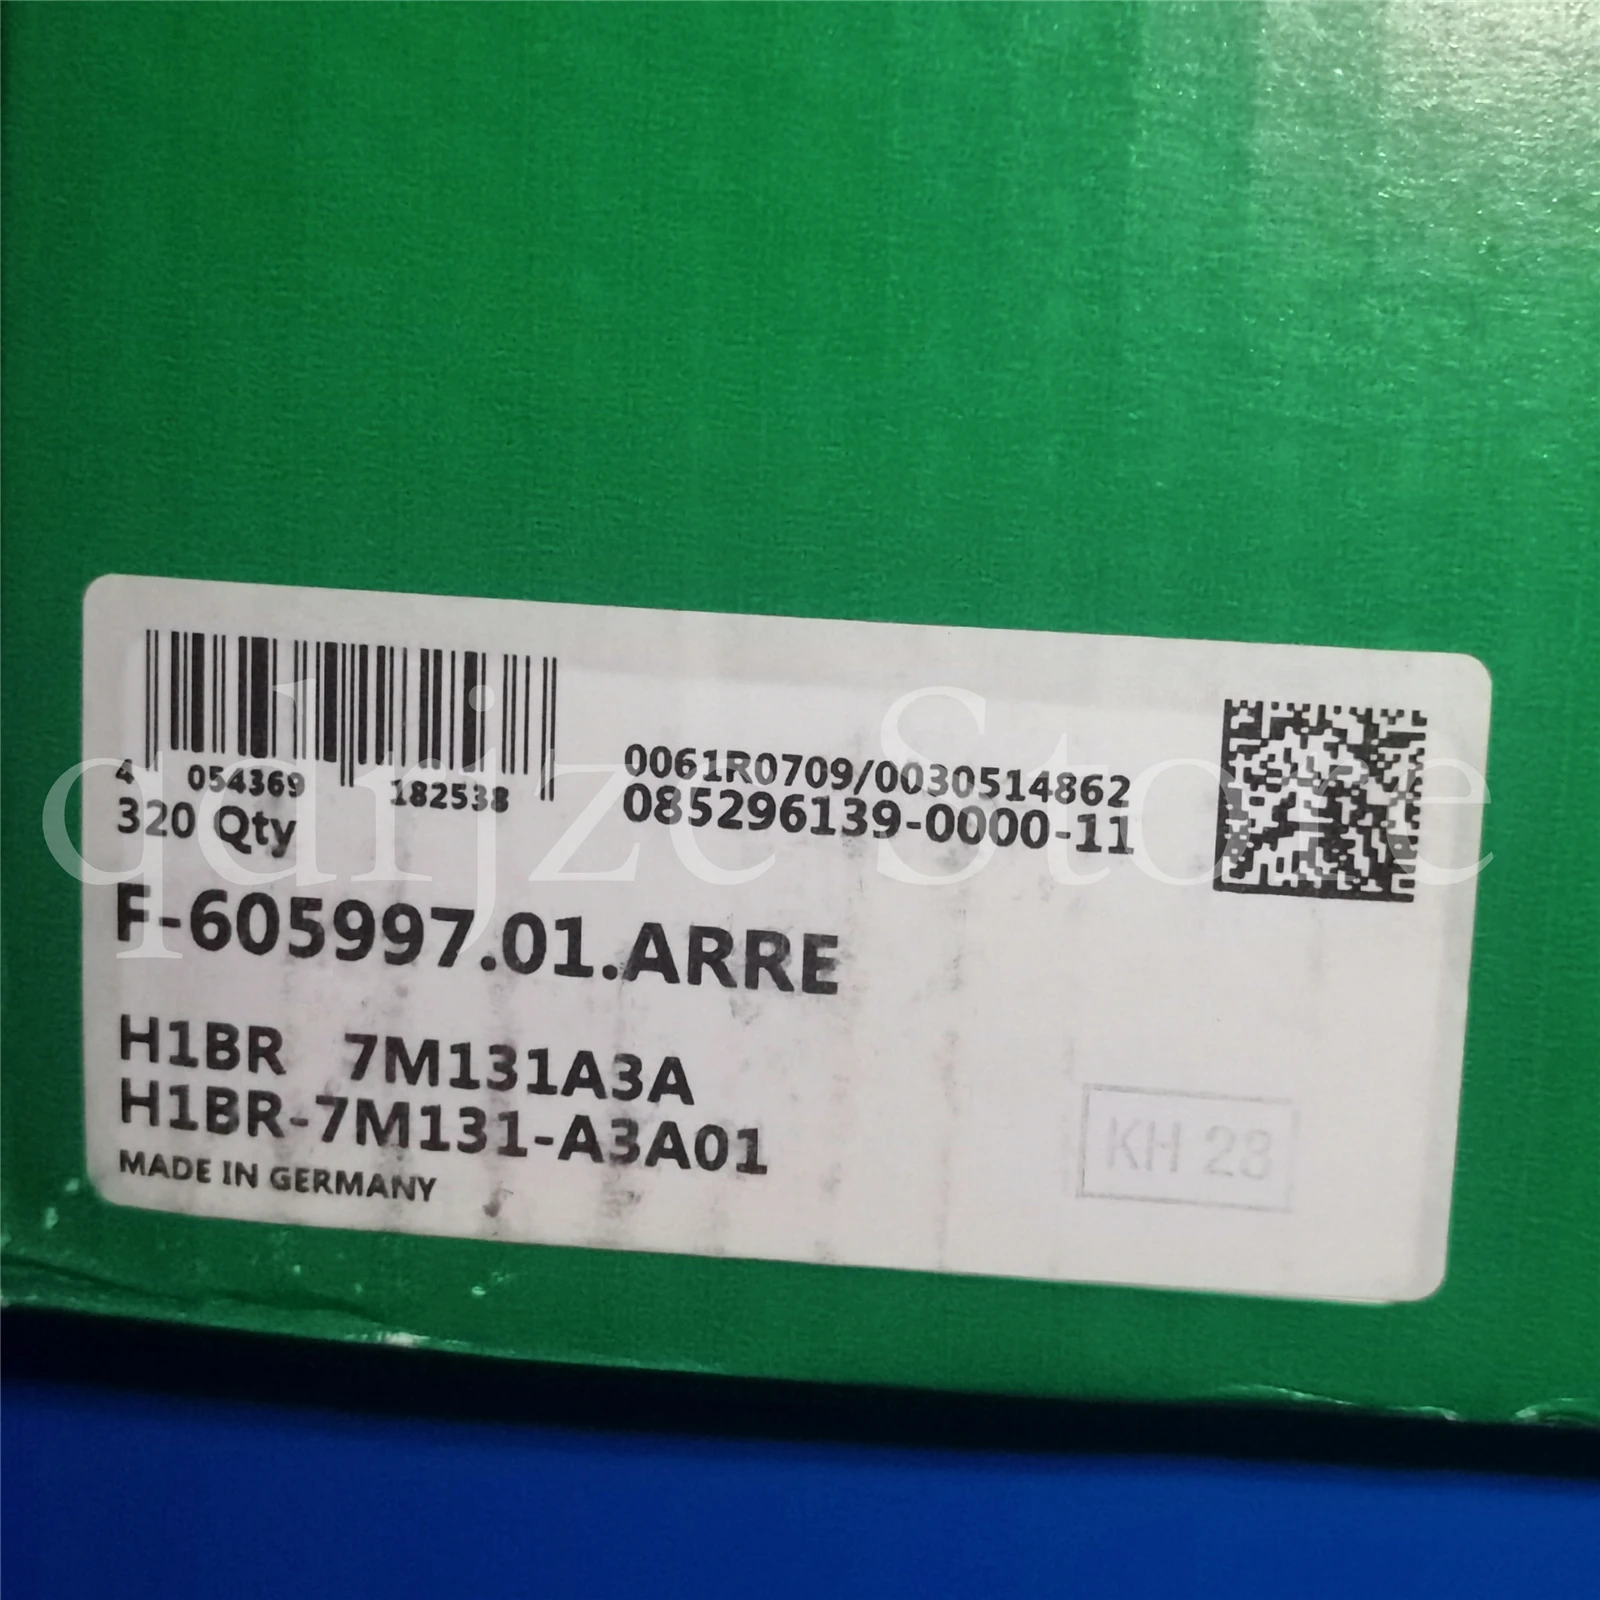 4 054369 182538
320 Qty
0061R0709/0030514862
085296139-0000-11
F-605997.01.ARRE
H1BR 7M131A3A
H1BR-7M131-A3A01
MADE IN GERMANY
KH 28
qdrjze Store